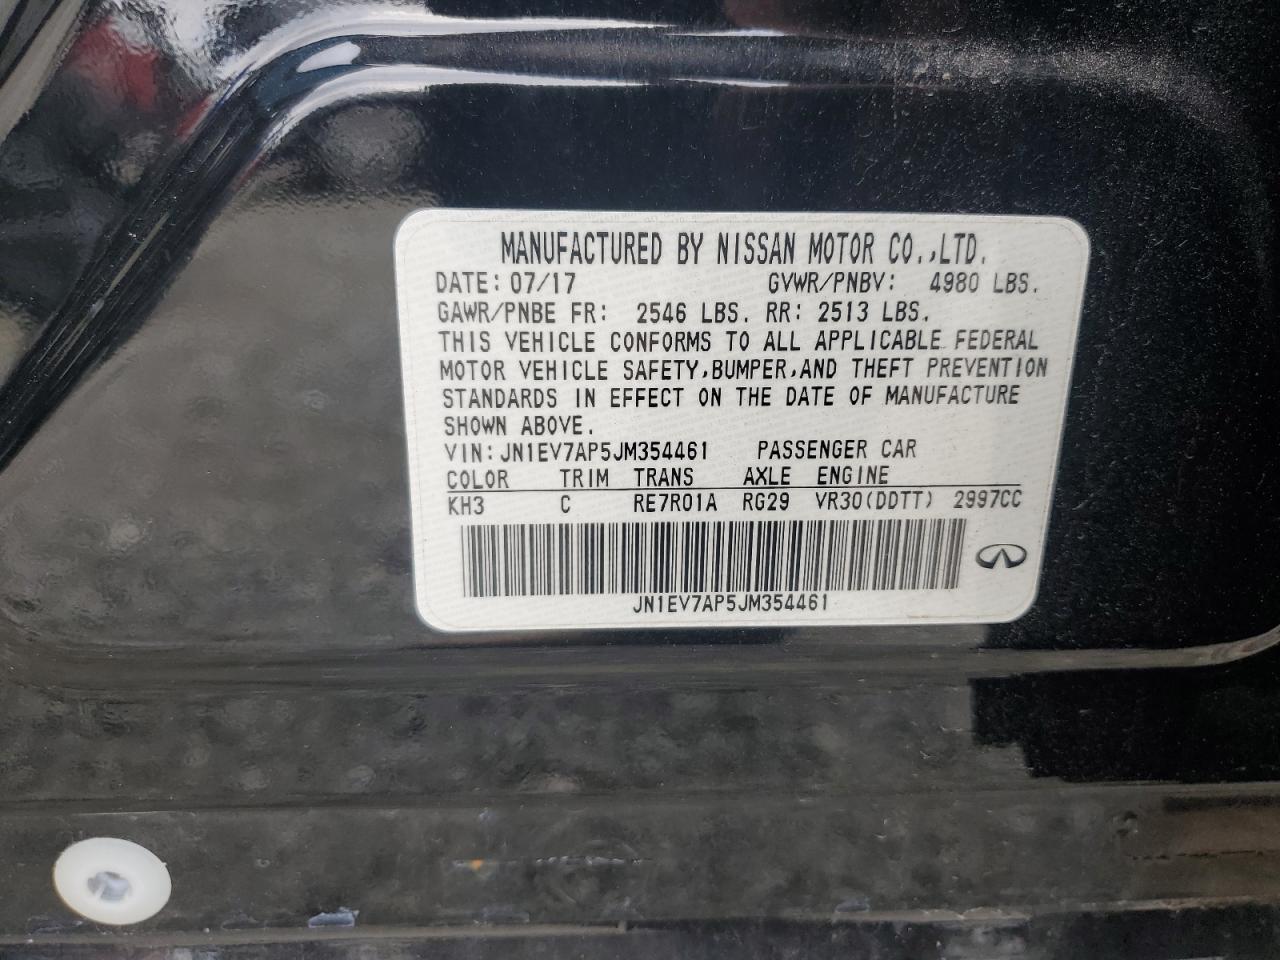 MANUFACTURED BY NISSAN MOTOR CO.,LTD.
DATE: 07/17 GVWR/PNBV: 4980 LBS.
GAWR/PNBE FR: 2546 LBS. RR: 2513 LBS.
THIS VEHICLE CONFORMS TO ALL APPLICABLE FEDERAL
MOTOR VEHICLE SAFETY,BUMPER,AND THEFT PREVENTION
STANDARDS IN EFFECT ON THE DATE OF MANUFACTURE
SHOWN ABOVE.
VIN: JN1EV7AP5JM354461 PASSENGER CAR
COLOR TRIM TRANS AXLE ENGINE
KH3 C RE7R01A RG29 VR30(DDTT) 2997CC
JN1EV7AP5JM354461